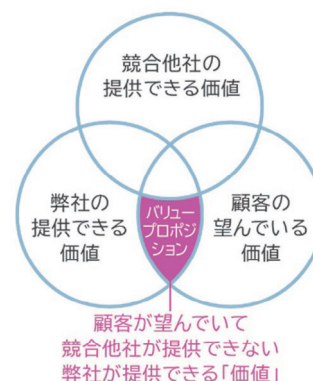 競合他社の
提供できる価値
弊社の
提供できる
価値
バリュー
プロポジ
ション
顧客の
望んでいる
価値
顧客が望んでいて
競合他社が提供できない
弊社が提供できる「価値」